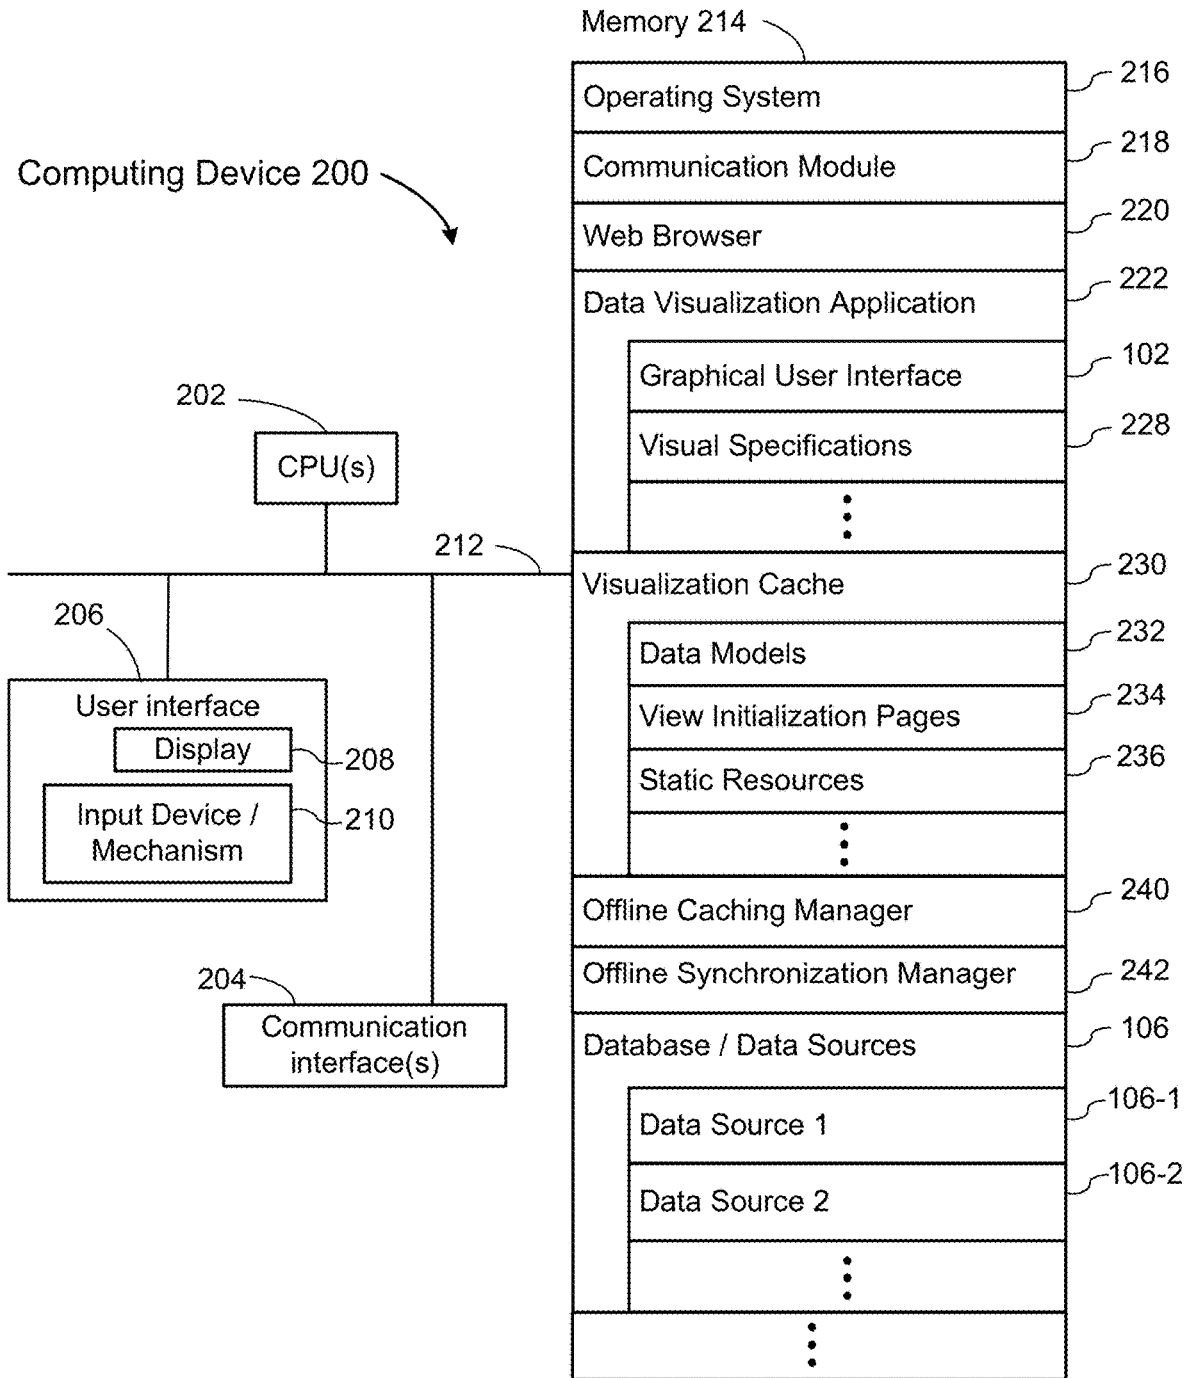 Memory 214
Operating System
216
Communication Module
218
Web Browser
220
Data Visualization Application
222
Graphical User Interface
102
Visual Specifications
228
Visualization Cache
230
Data Models
232
View Initialization Pages
234
Static Resources
236
Offline Caching Manager
240
Offline Synchronization Manager
242
Database / Data Sources
106
Data Source 1
106-1
Data Source 2
106-2
Computing Device 200
202
CPU(s)
212
206
User interface
Display
208
Input Device /
Mechanism
210
204
Communication
interface(s)